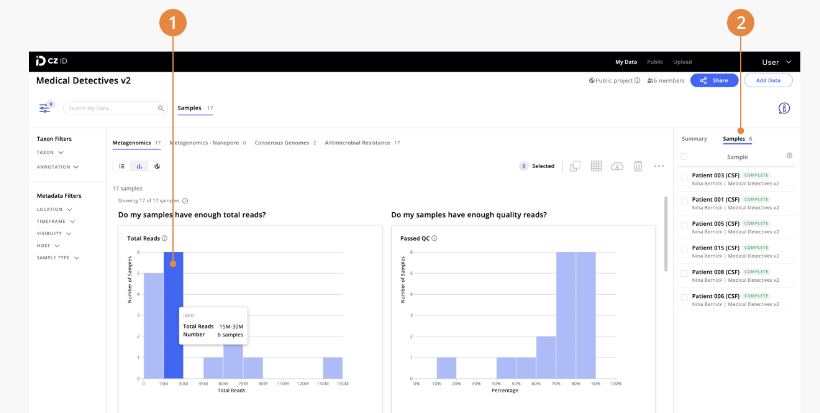 1
2
CZ ID
My Data Public Upload User
Medical Detectives v2
Public project 6 members Share Add Data
Search My Data...
Samples 17
Taxon Filters
TAXON
ANNOTATION
Metadata Filters
LOCATION
TIMEFRAME
VISIBILITY
HOST
SAMPLE TYPE
Metagenomics 17 Metagenomics - Nanopore 0 Consensus Genomes 2 Antimicrobial Resistance 17
0 Selected
17 samples
Showing 17 of 17 samples.
Do my samples have enough total reads?
Total Reads
Number of Samples
6
5
4
3
2
1
0
0 15M 30M 45M 60M 75M 90M 110M 120M 140M 150M
Total Reads
Total Reads 15M-30M
Number 6 samples
Do my samples have enough quality reads?
Passed QC
Number of Samples
6
5
4
3
2
1
0
0% 10% 20% 30% 40% 50% 60% 70% 80% 90% 100%
Percentage
Summary Samples 6
Sample
Patient 003 (CSF) COMPLETE
Nina Bernick | Medical Detectives v2
Patient 001 (CSF) COMPLETE
Nina Bernick | Medical Detectives v2
Patient 005 (CSF) COMPLETE
Nina Bernick | Medical Detectives v2
Patient 015 (CSF) COMPLETE
Nina Bernick | Medical Detectives v2
Patient 008 (CSF) COMPLETE
Nina Bernick | Medical Detectives v2
Patient 006 (CSF) COMPLETE
Nina Bernick | Medical Detectives v2